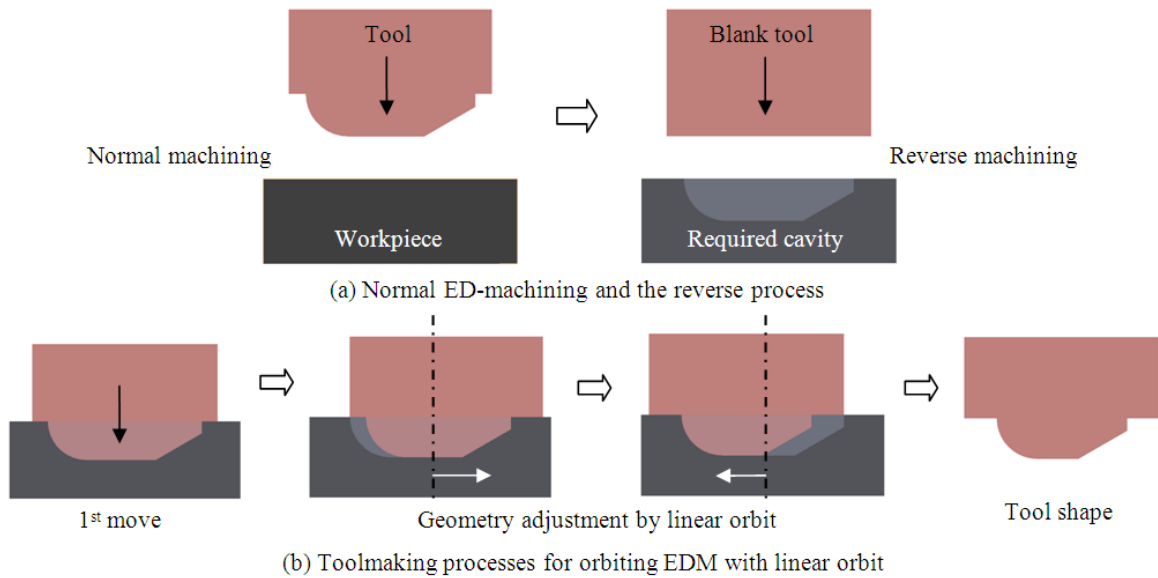 Tool
Blank tool
Normal machining
Reverse machining
Workpiece
Required cavity
(a) Normal ED-machining and the reverse process
1st move
Geometry adjustment by linear orbit
Tool shape
(b) Toolmaking processes for orbiting EDM with linear orbit